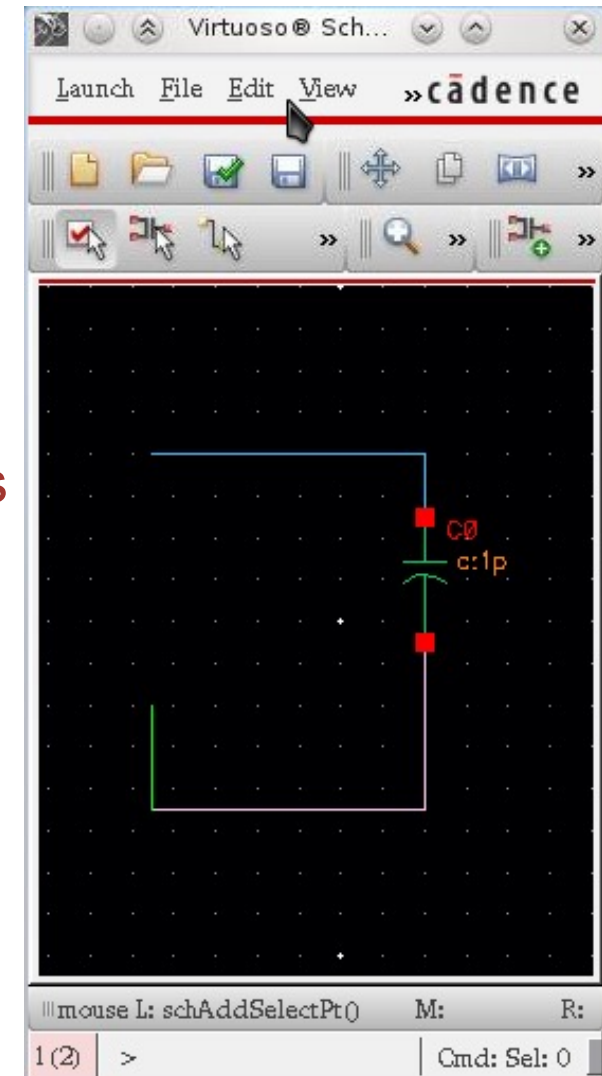 Virtuoso® Sch...
Launch File Edit View »cādence
»
» » »
s
C0
c:1p
mouse L: schAddSelectPt() M: R:
1(2) > Cmd: Sel: 0